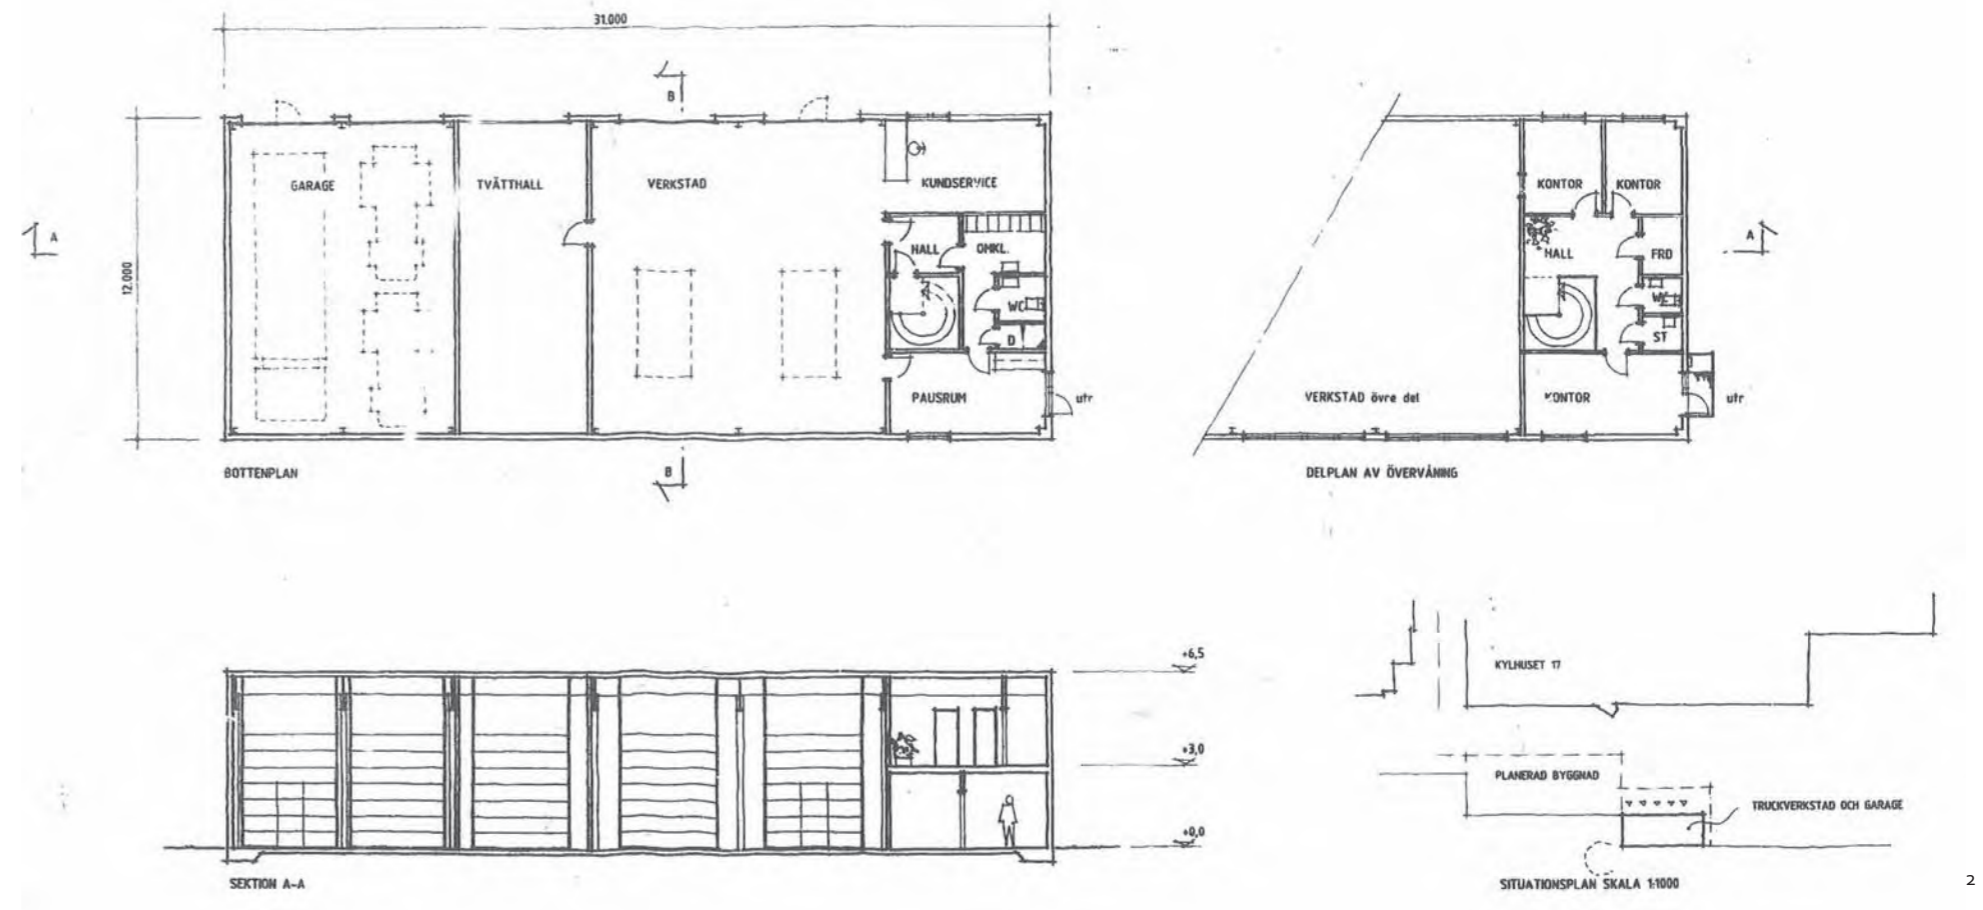 31.000
B
GARAGE
TVÄTTHALL
VERKSTAD
KUNDSERVICE
A
HALL
OMKL.
12.000
WC
D
PAUSRUM
utr
B
BOTTENPLAN
KONTOR
KONTOR
A
HALL
FRD
WC
ST
VERKSTAD övre del
KONTOR
utr
DELPLAN AV ÖVERVÅNING
+6,5
+3,0
+0,0
SEKTION A-A
KYLHUSET 17
PLANERAD BYGGNAD
TRUCKVERKSTAD OCH GARAGE
SITUATIONSPLAN SKALA 1:1000
2